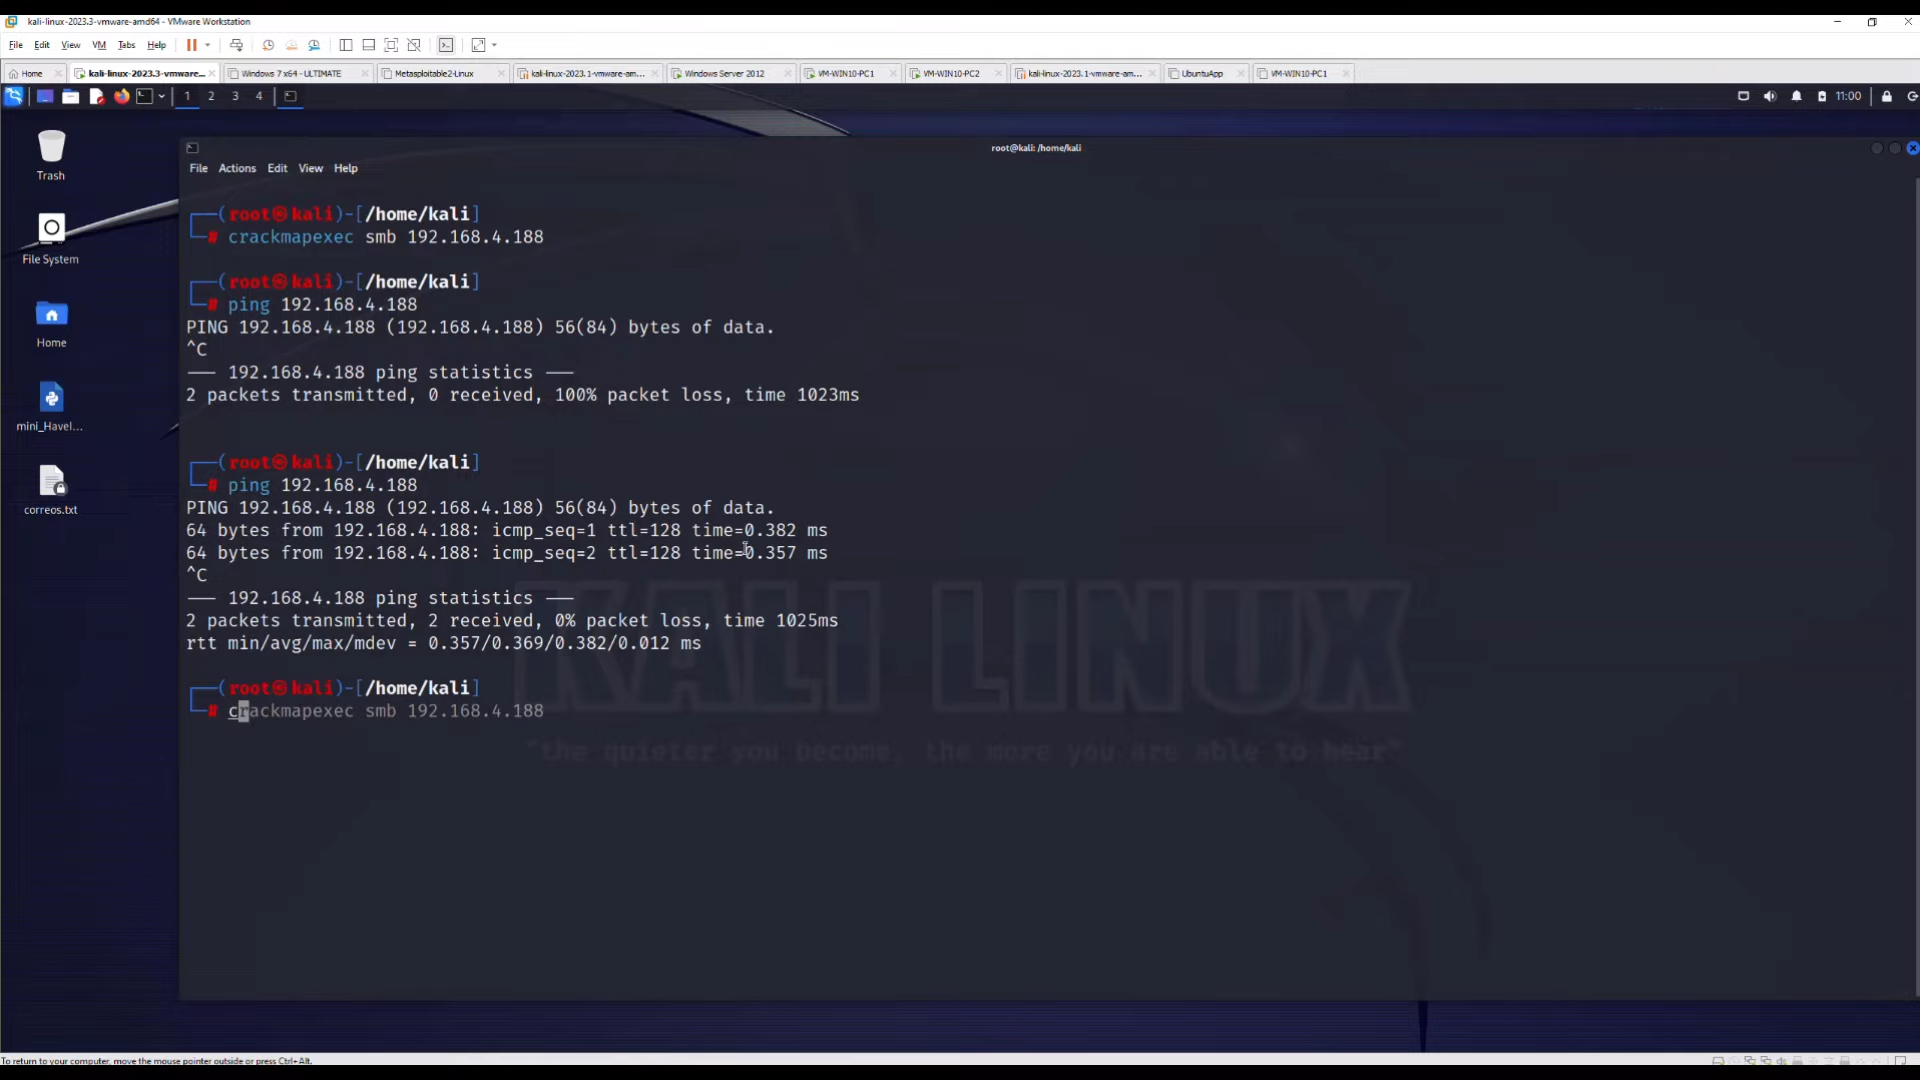 kali-linux-2023.3-vmware-amd64 - VMware Workstation
File Edit View VM Tabs Help
Home kali-linux-2023.3-vmware... Windows 7 x64 - ULTIMATE Metasploitable2-Linux kali-linux-2023.1-vmware-am... Windows Server 2012 VM-WIN10-PC1 VM-WIN10-PC2 kali-linux-2023.1-vmware-am... UbuntuApp VM-WIN10-PC1
1 2 3 4 11:00
Trash
File System
Home
mini_Havel...
correos.txt
root@kali: /home/kali
File Actions Edit View Help
┌──(root㉿kali)-[/home/kali]
└─# crackmapexec smb 192.168.4.188
┌──(root㉿kali)-[/home/kali]
└─# ping 192.168.4.188
PING 192.168.4.188 (192.168.4.188) 56(84) bytes of data.
^C
─── 192.168.4.188 ping statistics ───
2 packets transmitted, 0 received, 100% packet loss, time 1023ms
┌──(root㉿kali)-[/home/kali]
└─# ping 192.168.4.188
PING 192.168.4.188 (192.168.4.188) 56(84) bytes of data.
64 bytes from 192.168.4.188: icmp_seq=1 ttl=128 time=0.382 ms
64 bytes from 192.168.4.188: icmp_seq=2 ttl=128 time=0.357 ms
^C
─── 192.168.4.188 ping statistics ───
2 packets transmitted, 2 received, 0% packet loss, time 1025ms
rtt min/avg/max/mdev = 0.357/0.369/0.382/0.012 ms
┌──(root㉿kali)-[/home/kali]
└─# crackmapexec smb 192.168.4.188
KALI LINUX
"the quieter you become, the more you are able to hear"
To return to your computer, move the mouse pointer outside or press Ctrl+Alt.